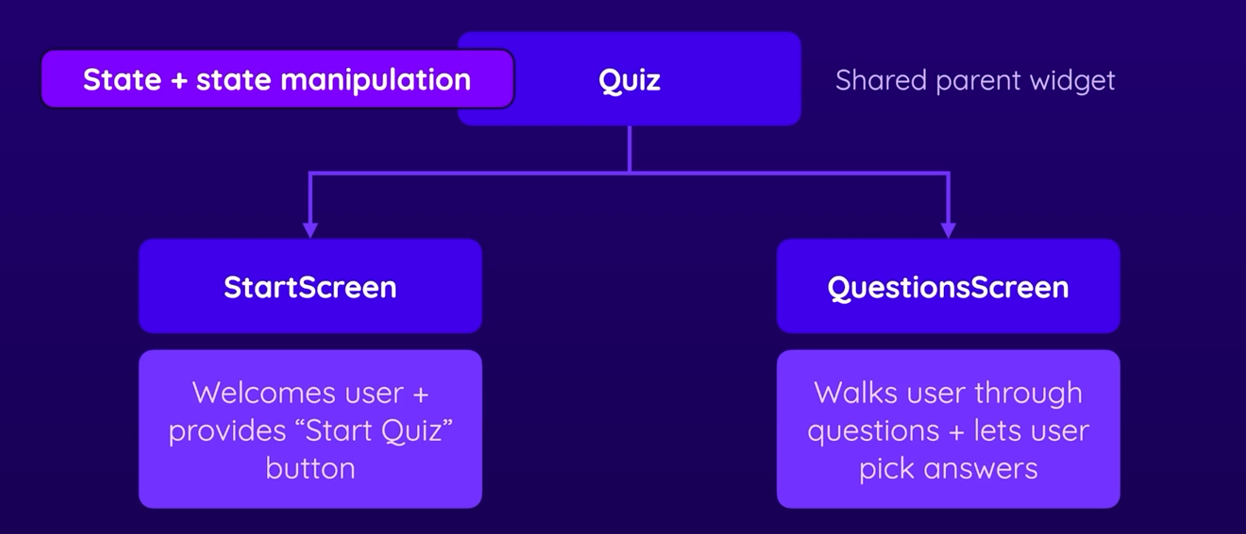 State + state manipulation
Quiz
Shared parent widget
StartScreen
QuestionsScreen
Welcomes user +
provides “Start Quiz”
button
Walks user through
questions + lets user
pick answers